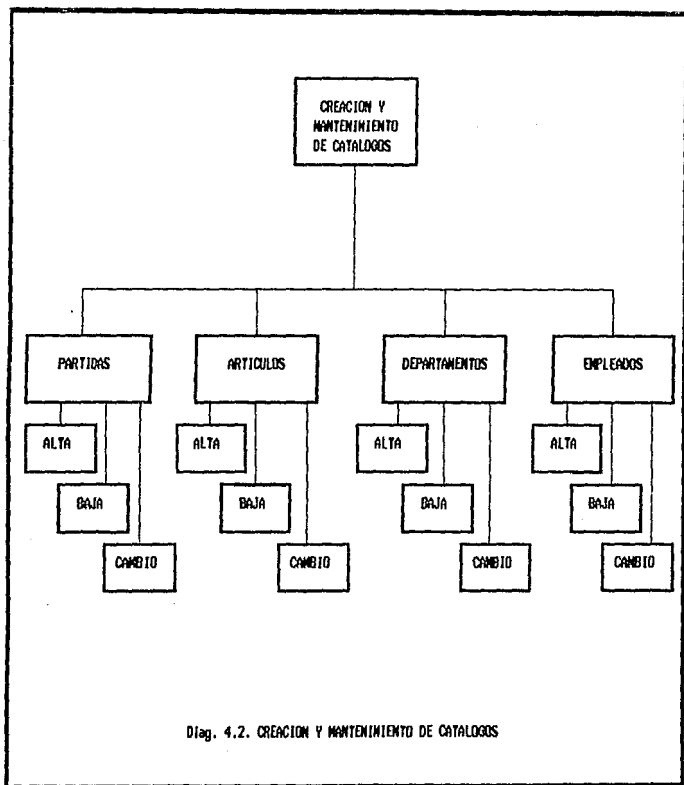 CREACION Y
MANTENIMIENTO
DE CATALOGOS
PARTIDAS
ARTICULOS
DEPARTAMENTOS
EMPLEADOS
ALTA
ALTA
ALTA
ALTA
BAJA
BAJA
BAJA
BAJA
CAMBIO
CAMBIO
CAMBIO
CAMBIO
Diag. 4.2. CREACION Y MANTENIMIENTO DE CATALOGOS